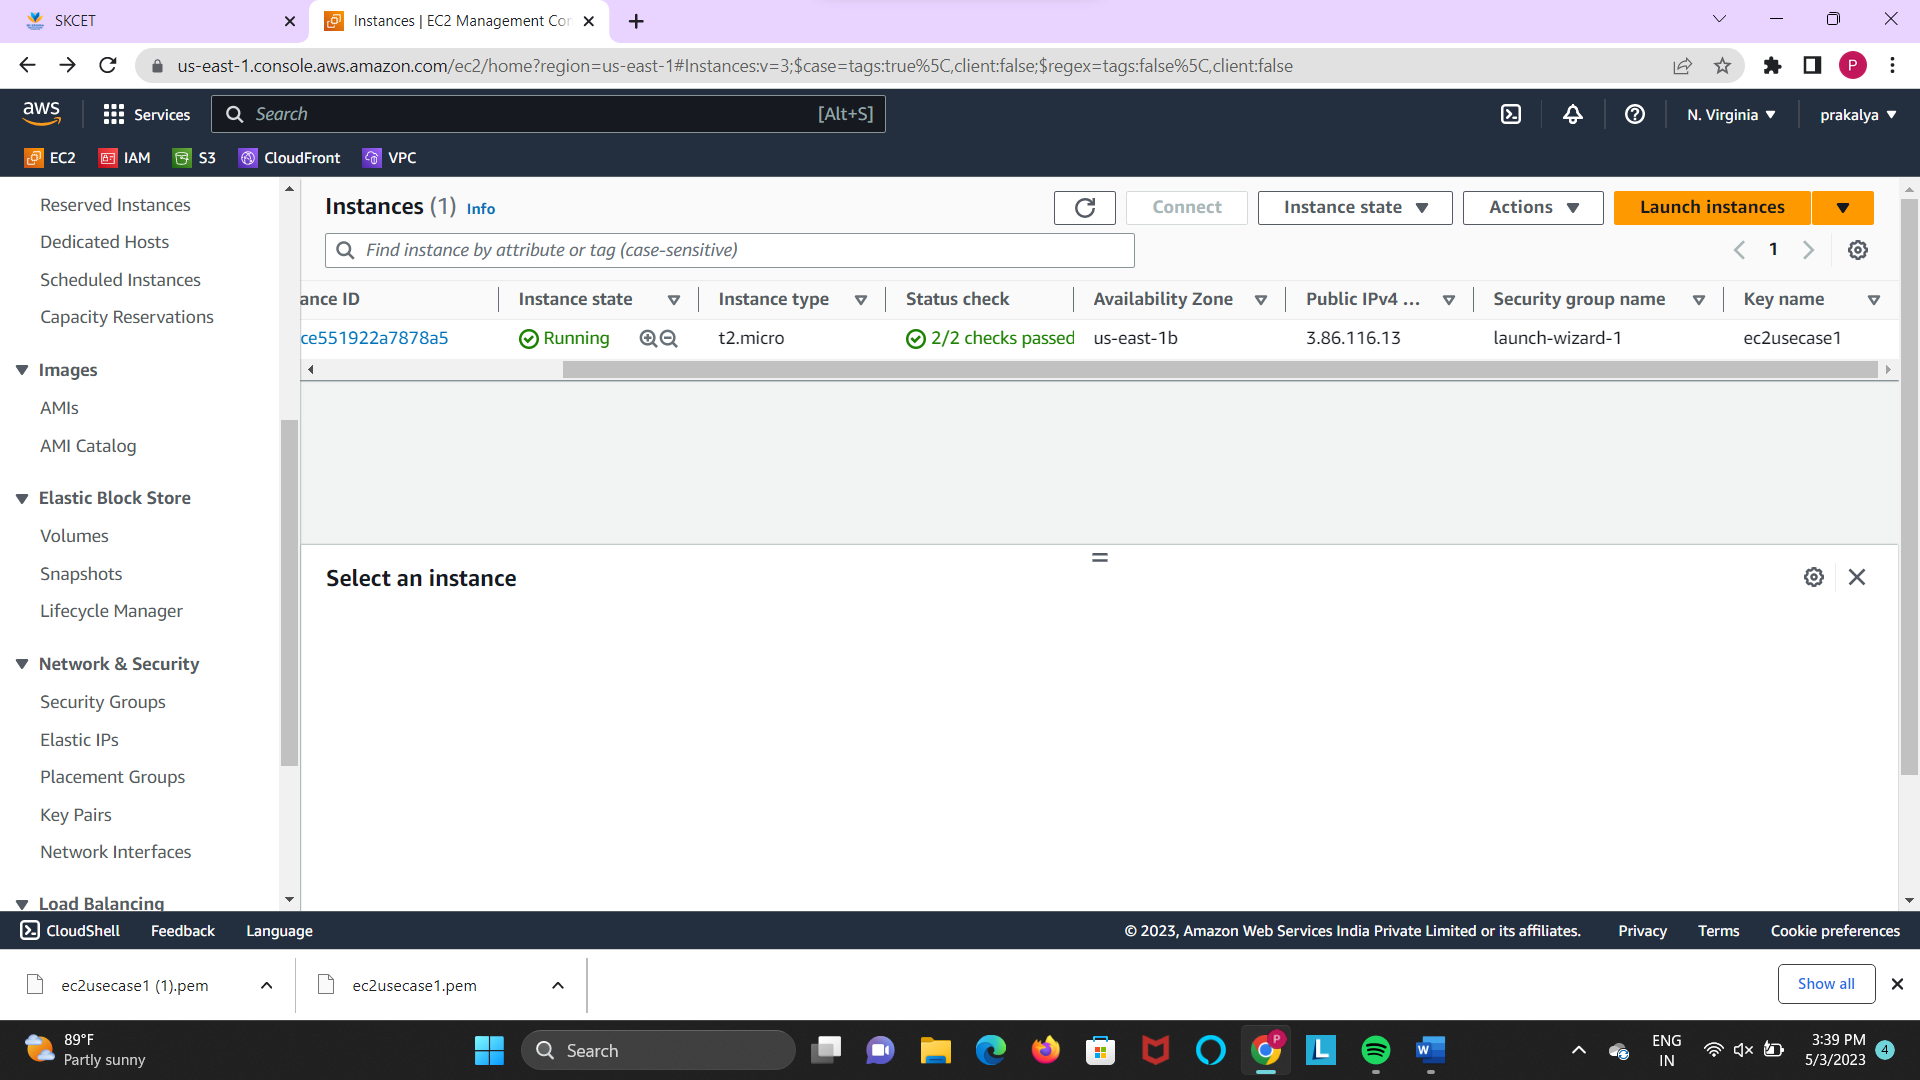 SKCET
Instances | EC2 Management Con
us-east-1.console.aws.amazon.com/ec2/home?region=us-east-1#Instances:v=3;$case=tags:true%5C,client:false;$regex=tags:false%5C,client:false
P
aws
Services
Search
[Alt+S]
N. Virginia
prakalya
EC2
IAM
S3
CloudFront
VPC
Reserved Instances
Dedicated Hosts
Scheduled Instances
Capacity Reservations
Images
AMIs
AMI Catalog
Elastic Block Store
Volumes
Snapshots
Lifecycle Manager
Network & Security
Security Groups
Elastic IPs
Placement Groups
Key Pairs
Network Interfaces
Load Balancing
Instances (1) Info
Connect
Instance state
Actions
Launch instances
Find instance by attribute or tag (case-sensitive)
1
ance ID Instance state Instance type Status check Availability Zone Public IPv4 ... Security group name Key name
ce551922a7878a5 Running t2.micro 2/2 checks passed us-east-1b 3.86.116.13 launch-wizard-1 ec2usecase1
Select an instance
CloudShell
Feedback
Language
© 2023, Amazon Web Services India Private Limited or its affiliates.
Privacy
Terms
Cookie preferences
ec2usecase1 (1).pem
ec2usecase1.pem
Show all
89°F
Partly sunny
Search
P
L
W
ENG
IN
3:39 PM
5/3/2023
4